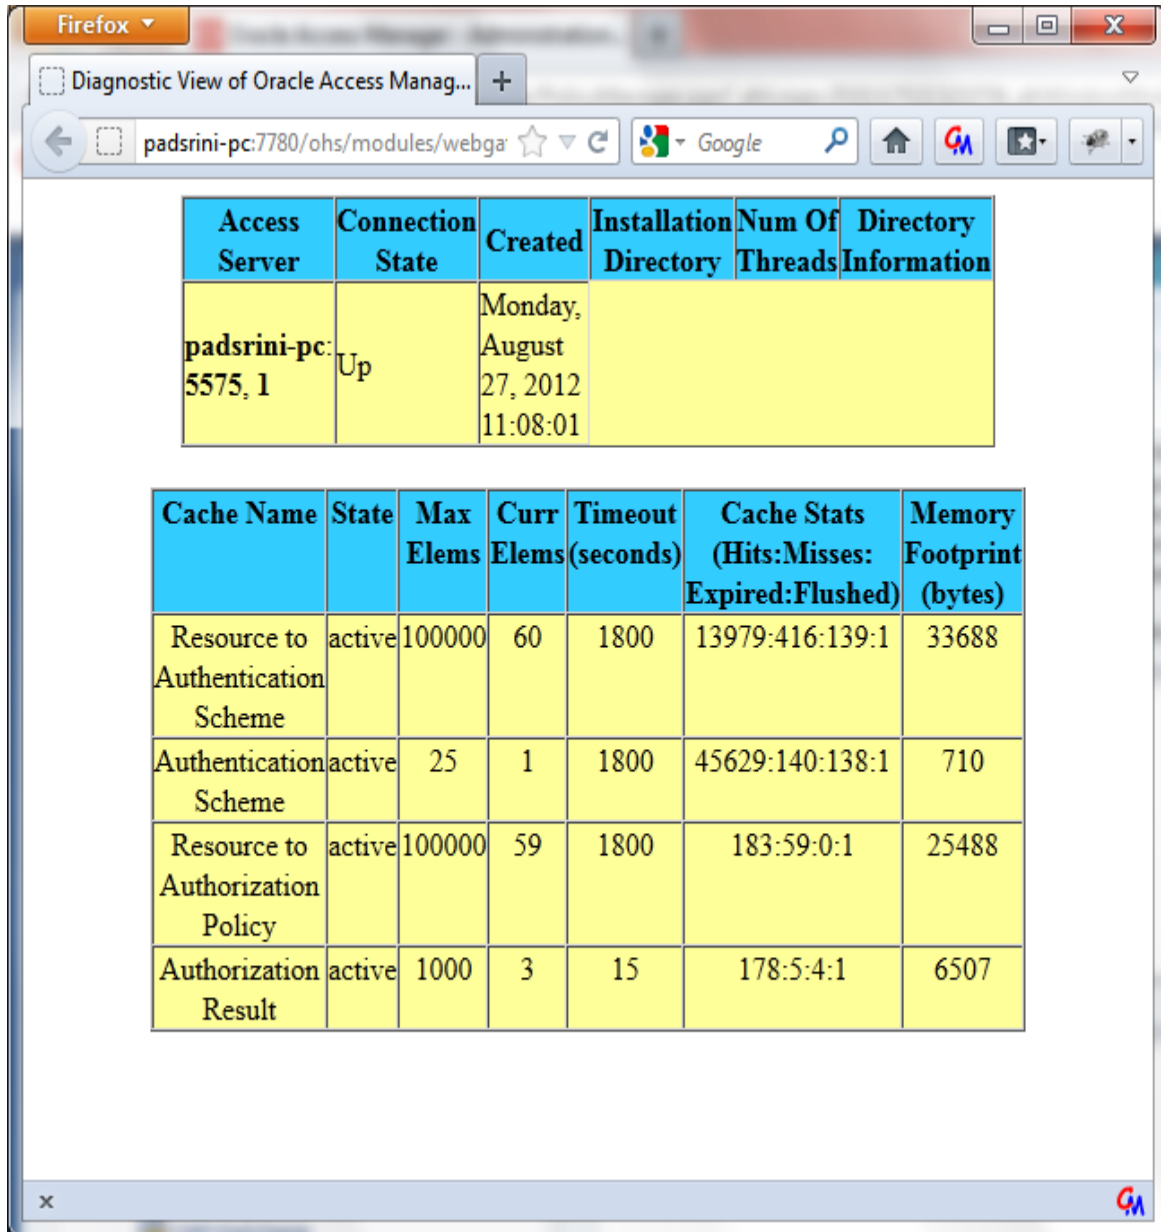 Firefox
Diagnostic View of Oracle Access Manag...
padsrini-pc:7780/ohs/modules/webga
Google
Access Server Connection State Created Installation Directory Num Of Threads Directory Information
padsrini-pc: 5575, 1 Up Monday, August 27, 2012 11:08:01
Cache Name State Max Elems Curr Elems Timeout (seconds) Cache Stats (Hits:Misses: Expired:Flushed) Memory Footprint (bytes)
Resource to Authentication Scheme active 100000 60 1800 13979:416:139:1 33688
Authentication Scheme active 25 1 1800 45629:140:138:1 710
Resource to Authorization Policy active 100000 59 1800 183:59:0:1 25488
Authorization Result active 1000 3 15 178:5:4:1 6507